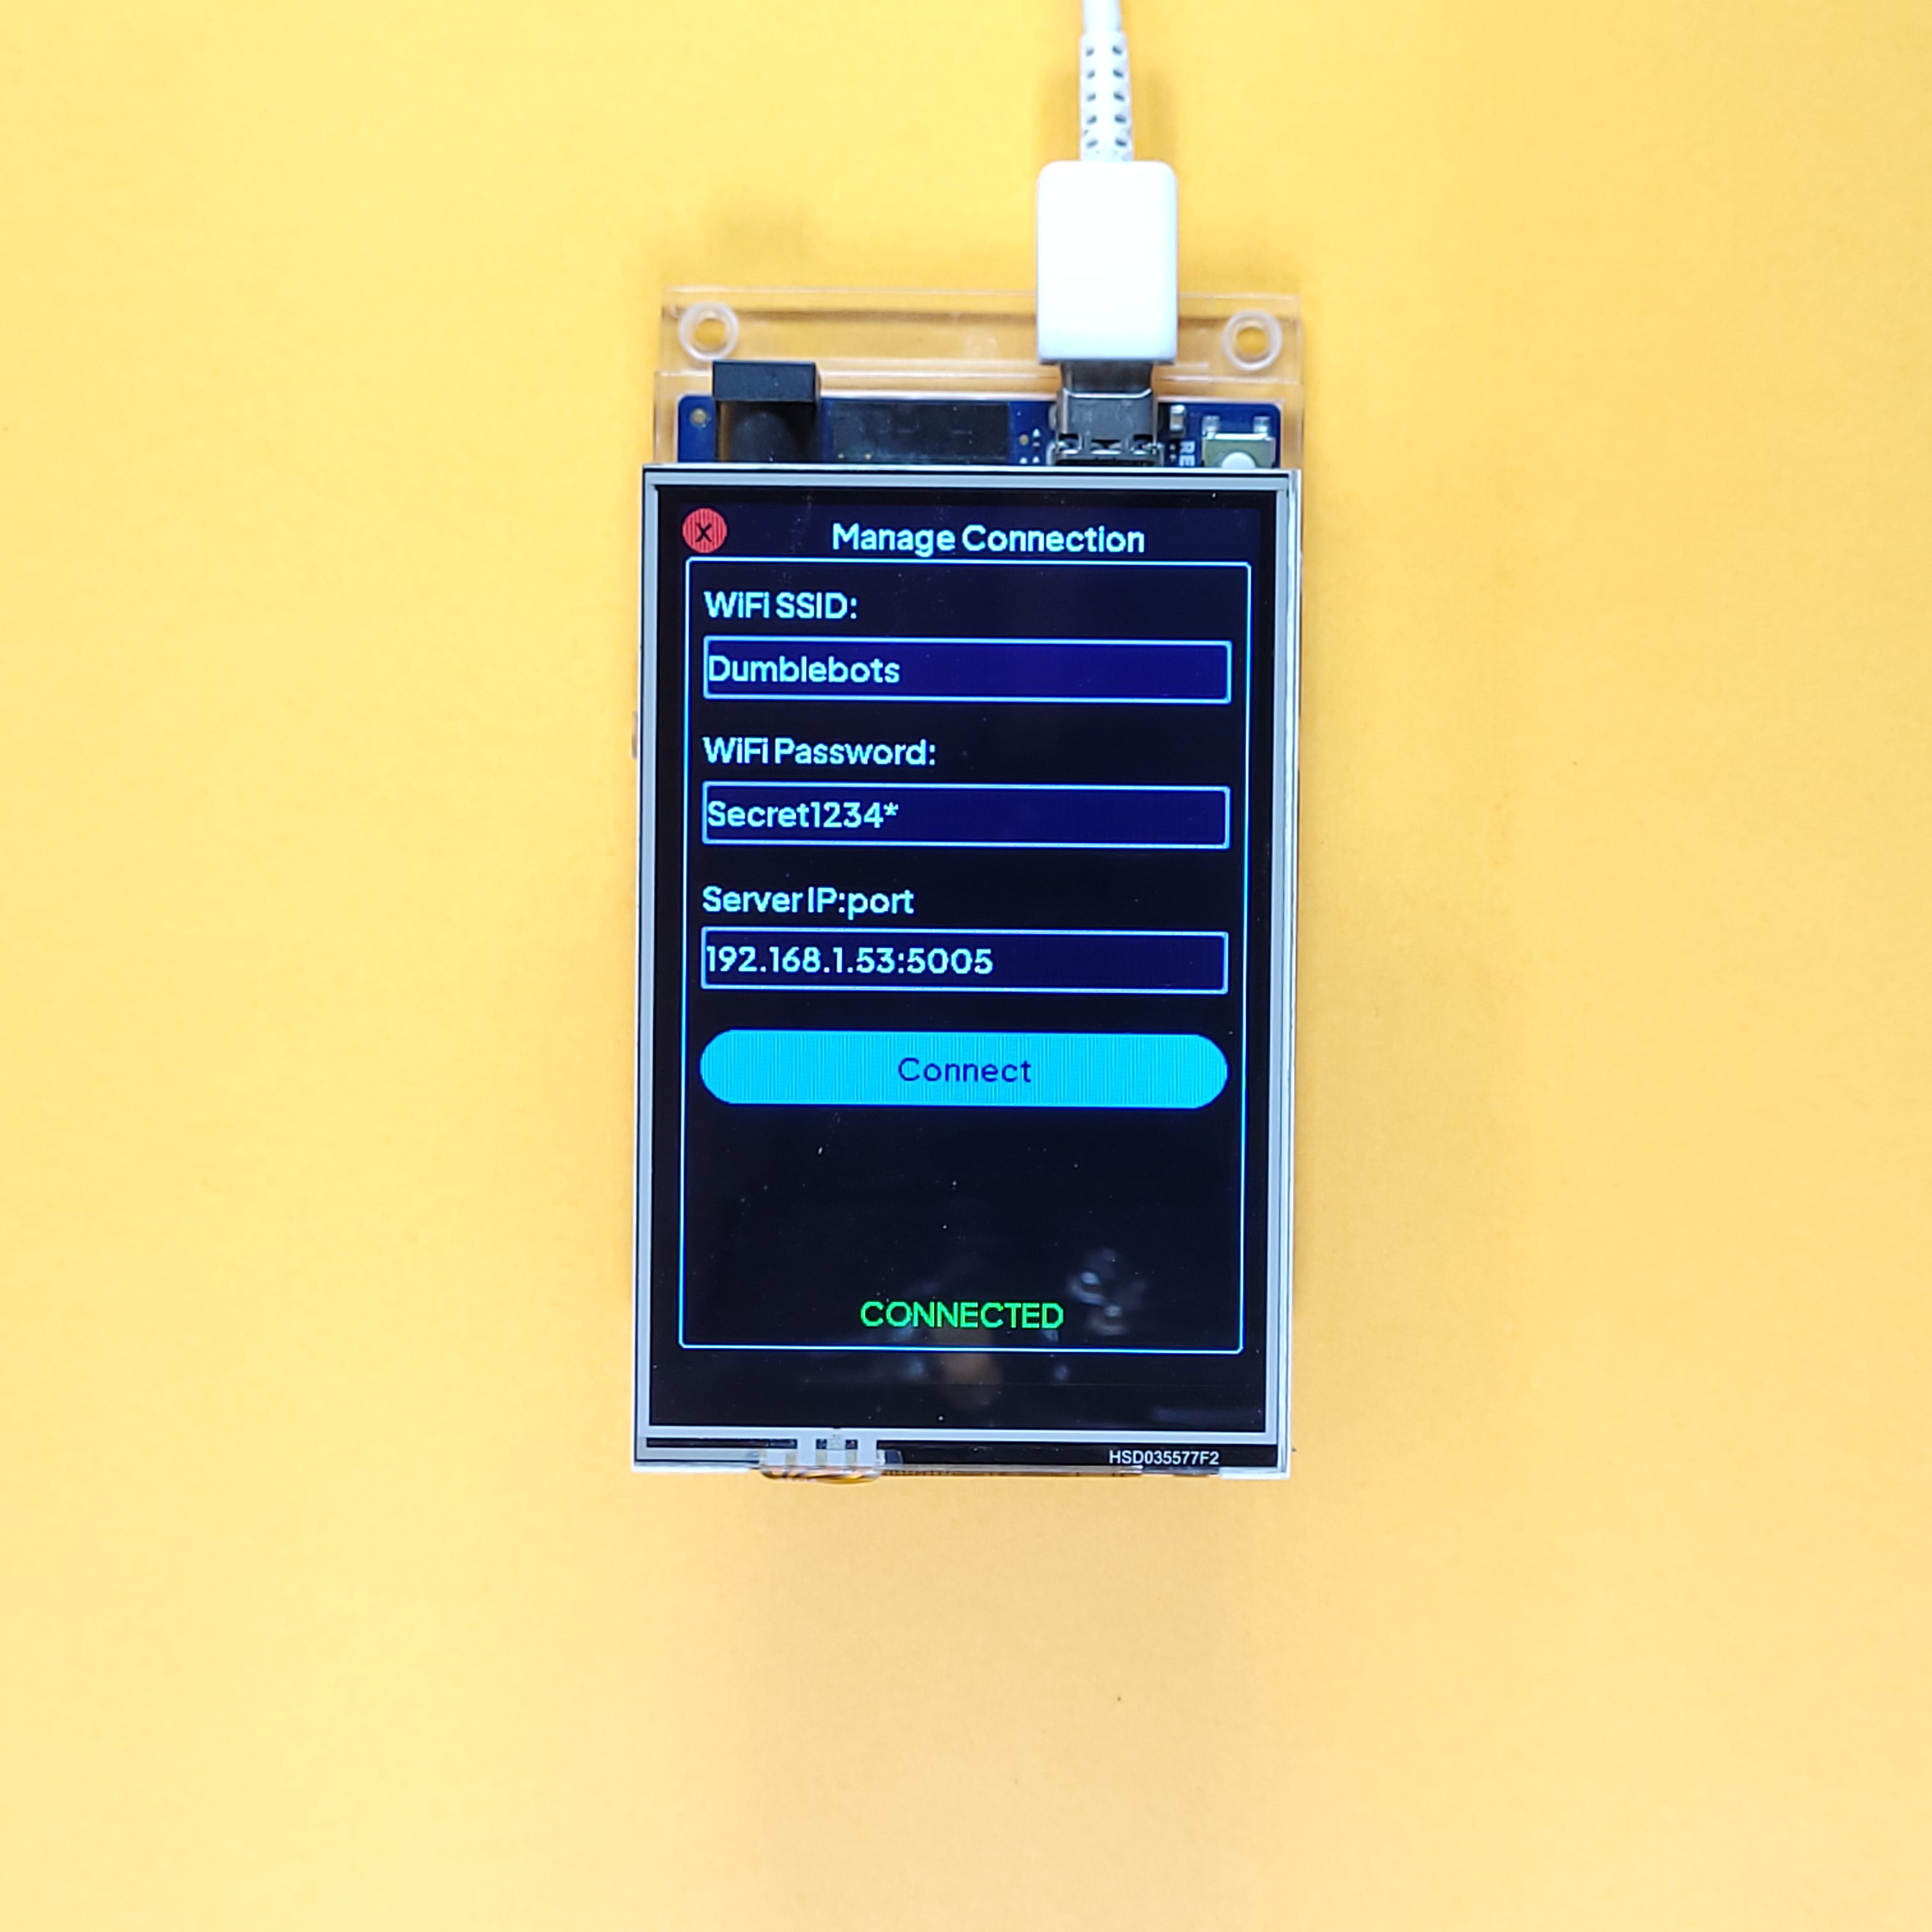 RE
X
Manage Connection
WiFi SSID:
Dumblebots
WiFi Password:
Secret1234*
Server IP:port
192.168.1.53:5005
Connect
CONNECTED
HSD035577F2